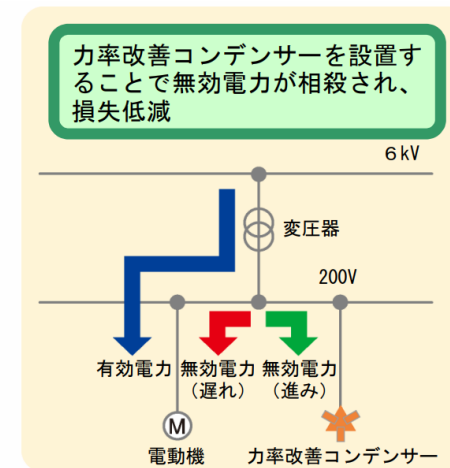 力率改善コンデンサーを設置す
ることで無効電力が相殺され、
損失低減
6kV
変圧器
200V
有効電力 無効電力 無効電力
(遅れ) (進み)
M
電動機 力率改善コンデンサー